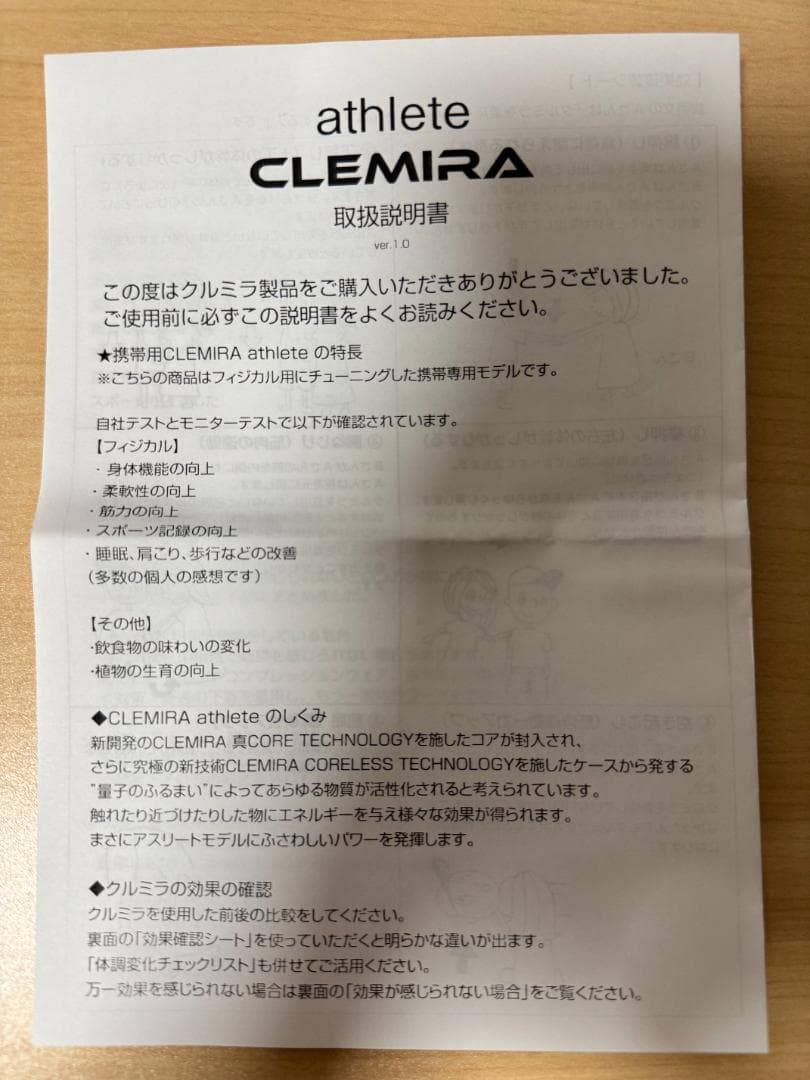 athlete
CLEMIRA
取扱説明書
ver.1.0
この度はクルミラ製品をご購入いただきありがとうございました。
ご使用前に必ずこの説明書をよくお読みください。
★携帯用CLEMIRA athlete の特長
※こちらの商品はフィジカル用にチューニングした携帯専用モデルです。
自社テストとモニターテストで以下が確認されています。
【フィジカル】
・身体機能の向上
・柔軟性の向上
・筋力の向上
・スポーツ記録の向上
・睡眠、肩こり、歩行などの改善
（多数の個人の感想です）
【その他】
・飲食物の味わいの変化
・植物の生育の向上
◆CLEMIRA athlete のしくみ
新開発のCLEMIRA 真CORE TECHNOLOGYを施したコアが封入され、
さらに究極の新技術CLEMIRA CORELESS TECHNOLOGYを施したケースから発する
"量子のふるまい"によってあらゆる物質が活性化されると考えられています。
触れたり近づけたりした物にエネルギーを与え様々な効果が得られます。
まさにアスリートモデルにふさわしいパワーを発揮します。
◆クルミラの効果の確認
クルミラを使用した前後の比較をしてください。
裏面の「効果確認シート」を使っていただくと明らかな違いが出ます。
「体調変化チェックリスト」も併せてご活用ください。
万一効果を感じられない場合は裏面の「効果が感じられない場合」をご覧ください。